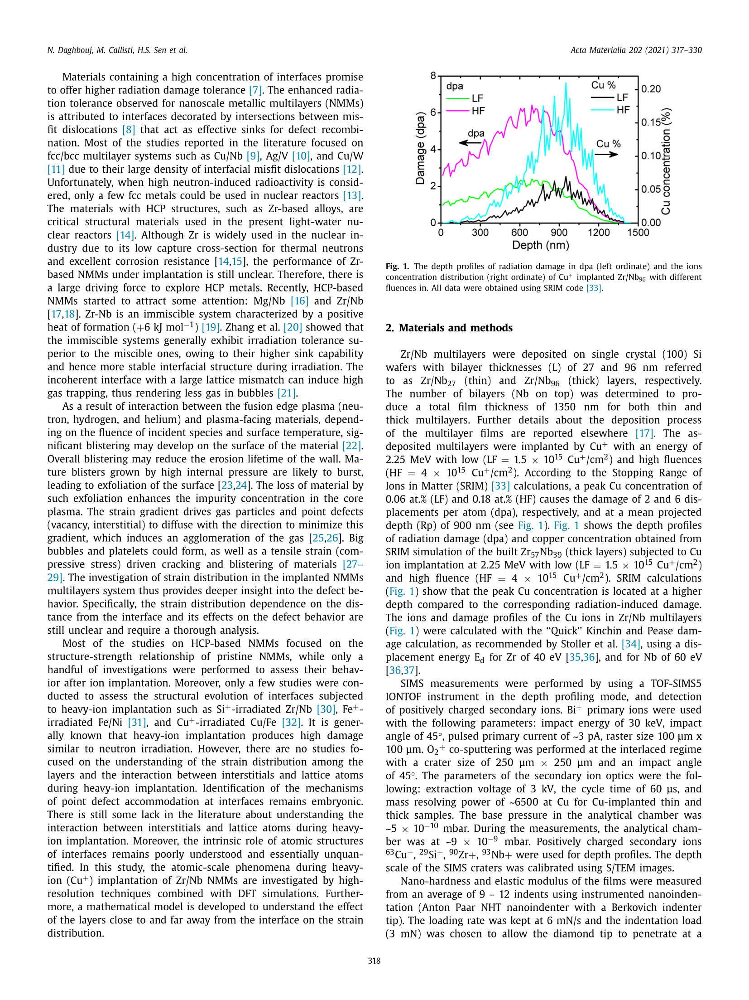 N. Daghbouj, M. Callisti, H.S. Sen et al.
Acta Materialia 202 (2021) 317–330
Materials containing a high concentration of interfaces promise
to offer higher radiation damage tolerance [7]. The enhanced radia-
tion tolerance observed for nanoscale metallic multilayers (NMMs)
is attributed to interfaces decorated by intersections between mis-
fit dislocations [8] that act as effective sinks for defect recombi-
nation. Most of the studies reported in the literature focused on
fcc/bcc multilayer systems such as Cu/Nb [9], Ag/V [10], and Cu/W
[11] due to their large density of interfacial misfit dislocations [12].
Unfortunately, when high neutron-induced radioactivity is consid-
ered, only a few fcc metals could be used in nuclear reactors [13].
The materials with HCP structures, such as Zr-based alloys, are
critical structural materials used in the present light-water nu-
clear reactors [14]. Although Zr is widely used in the nuclear in-
dustry due to its low capture cross-section for thermal neutrons
and excellent corrosion resistance [14,15], the performance of Zr-
based NMMs under implantation is still unclear. Therefore, there is
a large driving force to explore HCP metals. Recently, HCP-based
NMMs started to attract some attention: Mg/Nb [16] and Zr/Nb
[17,18]. Zr-Nb is an immiscible system characterized by a positive
heat of formation (+6 kJ mol⁻¹) [19]. Zhang et al. [20] showed that
the immiscible systems generally exhibit irradiation tolerance su-
perior to the miscible ones, owing to their higher sink capability
and hence more stable interfacial structure during irradiation. The
incoherent interface with a large lattice mismatch can induce high
gas trapping, thus rendering less gas in bubbles [21].
As a result of interaction between the fusion edge plasma (neu-
tron, hydrogen, and helium) and plasma-facing materials, depend-
ing on the fluence of incident species and surface temperature, sig-
nificant blistering may develop on the surface of the material [22].
Overall blistering may reduce the erosion lifetime of the wall. Ma-
ture blisters grown by high internal pressure are likely to burst,
leading to exfoliation of the surface [23,24]. The loss of material by
such exfoliation enhances the impurity concentration in the core
plasma. The strain gradient drives gas particles and point defects
(vacancy, interstitial) to diffuse with the direction to minimize this
gradient, which induces an agglomeration of the gas [25,26]. Big
bubbles and platelets could form, as well as a tensile strain (com-
pressive stress) driven cracking and blistering of materials [27–
29]. The investigation of strain distribution in the implanted NMMs
multilayers system thus provides deeper insight into the defect be-
havior. Specifically, the strain distribution dependence on the dis-
tance from the interface and its effects on the defect behavior are
still unclear and require a thorough analysis.
Most of the studies on HCP-based NMMs focused on the
structure-strength relationship of pristine NMMs, while only a
handful of investigations were performed to assess their behav-
ior after ion implantation. Moreover, only a few studies were con-
ducted to assess the structural evolution of interfaces subjected
to heavy-ion implantation such as Si⁺-irradiated Zr/Nb [30], Fe⁺-
irradiated Fe/Ni [31], and Cu⁺-irradiated Cu/Fe [32]. It is gener-
ally known that heavy-ion implantation produces high damage
similar to neutron irradiation. However, there are no studies fo-
cused on the understanding of the strain distribution among the
layers and the interaction between interstitials and lattice atoms
during heavy-ion implantation. Identification of the mechanisms
of point defect accommodation at interfaces remains embryonic.
There is still some lack in the literature about understanding the
interaction between interstitials and lattice atoms during heavy-
ion implantation. Moreover, the intrinsic role of atomic structures
of interfaces remains poorly understood and essentially unquan-
tified. In this study, the atomic-scale phenomena during heavy-
ion (Cu⁺) implantation of Zr/Nb NMMs are investigated by high-
resolution techniques combined with DFT simulations. Further-
more, a mathematical model is developed to understand the effect
of the layers close to and far away from the interface on the strain
distribution.
8
6
4
2
0
Damage (dpa)
dpa
LF
HF
dpa
Cu %
LF
HF
Cu %
0.20
0.15
0.10
0.05
0.00
Cu concentration (%)
0 300 600 900 1200 1500
Depth (nm)
Fig. 1. The depth profiles of radiation damage in dpa (left ordinate) and the ions
concentration distribution (right ordinate) of Cu⁺ implanted Zr/Nb₉₆ with different
fluences in. All data were obtained using SRIM code [33].
2. Materials and methods
Zr/Nb multilayers were deposited on single crystal (100) Si
wafers with bilayer thicknesses (L) of 27 and 96 nm referred
to as Zr/Nb₂₇ (thin) and Zr/Nb₉₆ (thick) layers, respectively.
The number of bilayers (Nb on top) was determined to pro-
duce a total film thickness of 1350 nm for both thin and
thick multilayers. Further details about the deposition process
of the multilayer films are reported elsewhere [17]. The as-
deposited multilayers were implanted by Cu⁺ with an energy of
2.25 MeV with low (LF = 1.5 × 10¹⁵ Cu⁺/cm²) and high fluences
(HF = 4 × 10¹⁵ Cu⁺/cm²). According to the Stopping Range of
Ions in Matter (SRIM) [33] calculations, a peak Cu concentration of
0.06 at.% (LF) and 0.18 at.% (HF) causes the damage of 2 and 6 dis-
placements per atom (dpa), respectively, and at a mean projected
depth (Rp) of 900 nm (see Fig. 1). Fig. 1 shows the depth profiles
of radiation damage (dpa) and copper concentration obtained from
SRIM simulation of the built Zr₅₇Nb₃₉ (thick layers) subjected to Cu
ion implantation at 2.25 MeV with low (LF = 1.5 × 10¹⁵ Cu⁺/cm²)
and high fluence (HF = 4 × 10¹⁵ Cu⁺/cm²). SRIM calculations
(Fig. 1) show that the peak Cu concentration is located at a higher
depth compared to the corresponding radiation-induced damage.
The ions and damage profiles of the Cu ions in Zr/Nb multilayers
(Fig. 1) were calculated with the “Quick” Kinchin and Pease dam-
age calculation, as recommended by Stoller et al. [34], using a dis-
placement energy E_d for Zr of 40 eV [35,36], and for Nb of 60 eV
[36,37].
SIMS measurements were performed by using a TOF-SIMS5
IONTOF instrument in the depth profiling mode, and detection
of positively charged secondary ions. Bi⁺ primary ions were used
with the following parameters: impact energy of 30 keV, impact
angle of 45°, pulsed primary current of ~3 pA, raster size 100 μm x
100 μm. O₂⁺ co-sputtering was performed at the interlaced regime
with a crater size of 250 μm × 250 μm and an impact angle
of 45°. The parameters of the secondary ion optics were the fol-
lowing: extraction voltage of 3 kV, the cycle time of 60 μs, and
mass resolving power of ~6500 at Cu for Cu-implanted thin and
thick samples. The base pressure in the analytical chamber was
~5 × 10⁻¹⁰ mbar. During the measurements, the analytical cham-
ber was at ~9 × 10⁻⁹ mbar. Positively charged secondary ions
⁶³Cu⁺, ²⁹Si⁺, ⁹⁰Zr+, ⁹³Nb+ were used for depth profiles. The depth
scale of the SIMS craters was calibrated using S/TEM images.
Nano-hardness and elastic modulus of the films were measured
from an average of 9 – 12 indents using instrumented nanoinden-
tation (Anton Paar NHT nanoindenter with a Berkovich indenter
tip). The loading rate was kept at 6 mN/s and the indentation load
(3 mN) was chosen to allow the diamond tip to penetrate at a
318